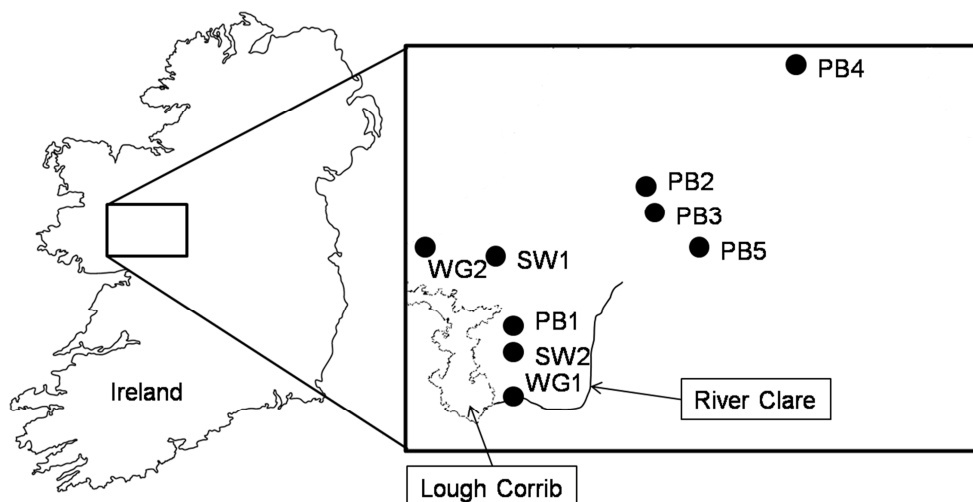 PB4
PB2
PB3
PB5
WG2
SW1
PB1
SW2
WG1
Ireland
River Clare
Lough Corrib